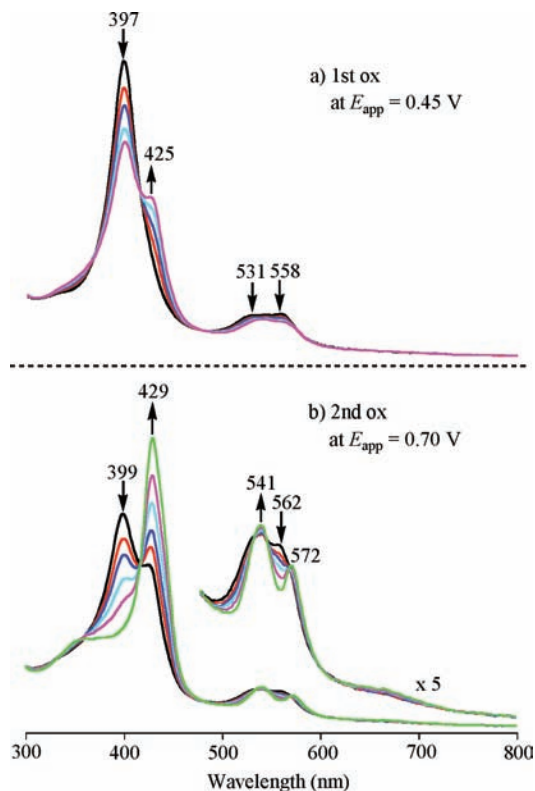 397
a) 1st ox
at Eapp = 0.45 V
425
531 558
429
b) 2nd ox
at Eapp = 0.70 V
399
541
562
572
x 5
300 400 500 600 700 800
Wavelength (nm)